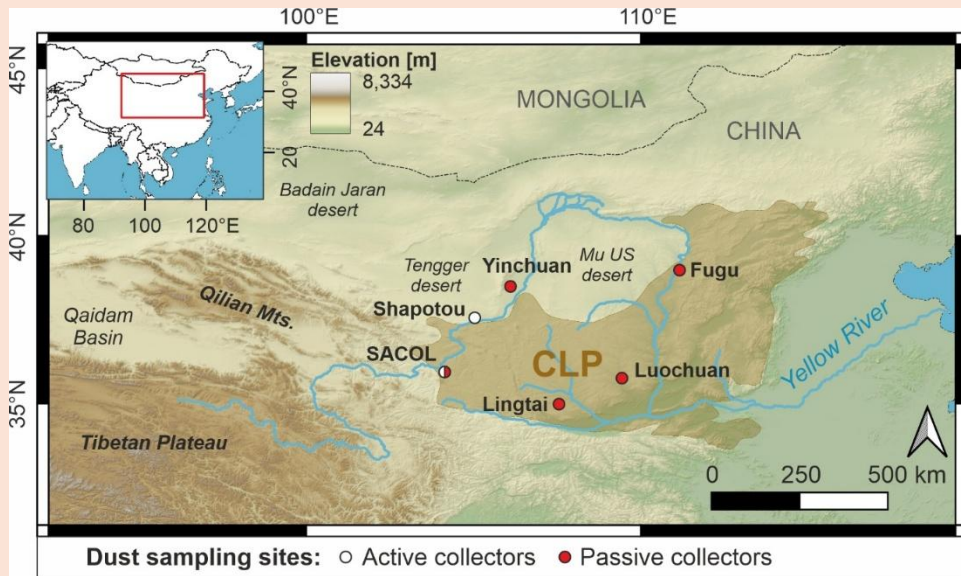 100°E 110°E
45°N
40°N
35°N
Elevation [m]
8,334
24
40°N
20
80 100 120°E
MONGOLIA
CHINA
Badain Jaran
desert
Tengger
desert
Yinchuan
Mu US
desert
Fugu
Shapotou
Qilian Mts.
Qaidam
Basin
SACOL
CLP
Luochuan
Lingtai
Yellow River
Tibetan Plateau
0 250 500 km
Dust sampling sites: Active collectors Passive collectors